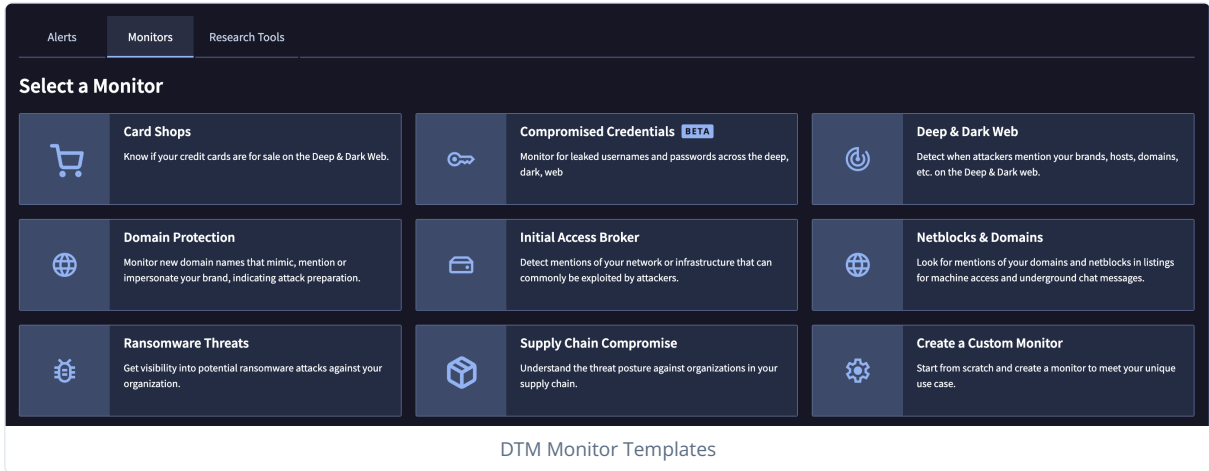 Alerts
Monitors
Research Tools
Select a Monitor
Card Shops
Know if your credit cards are for sale on the Deep & Dark Web.
Compromised Credentials BETA
Monitor for leaked usernames and passwords across the deep,
dark, web
Deep & Dark Web
Detect when attackers mention your brands, hosts, domains,
etc. on the Deep & Dark web.
Domain Protection
Monitor new domain names that mimic, mention or
impersonate your brand, indicating attack preparation.
Initial Access Broker
Detect mentions of your network or infrastructure that can
commonly be exploited by attackers.
Netblocks & Domains
Look for mentions of your domains and netblocks in listings
for machine access and underground chat messages.
Ransomware Threats
Get visibility into potential ransomware attacks against your
organization.
Supply Chain Compromise
Understand the threat posture against organizations in your
supply chain.
Create a Custom Monitor
Start from scratch and create a monitor to meet your unique
use case.
DTM Monitor Templates